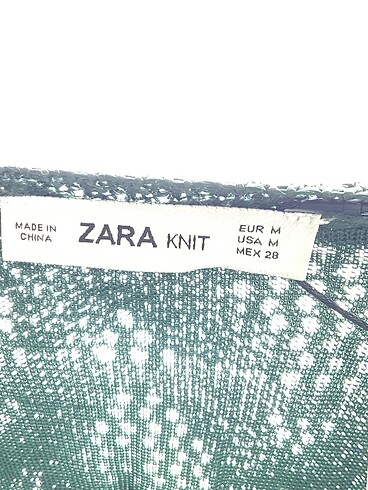 MADE IN
CHINA
ZARA KNIT
EUR M
USA M
MEX 28